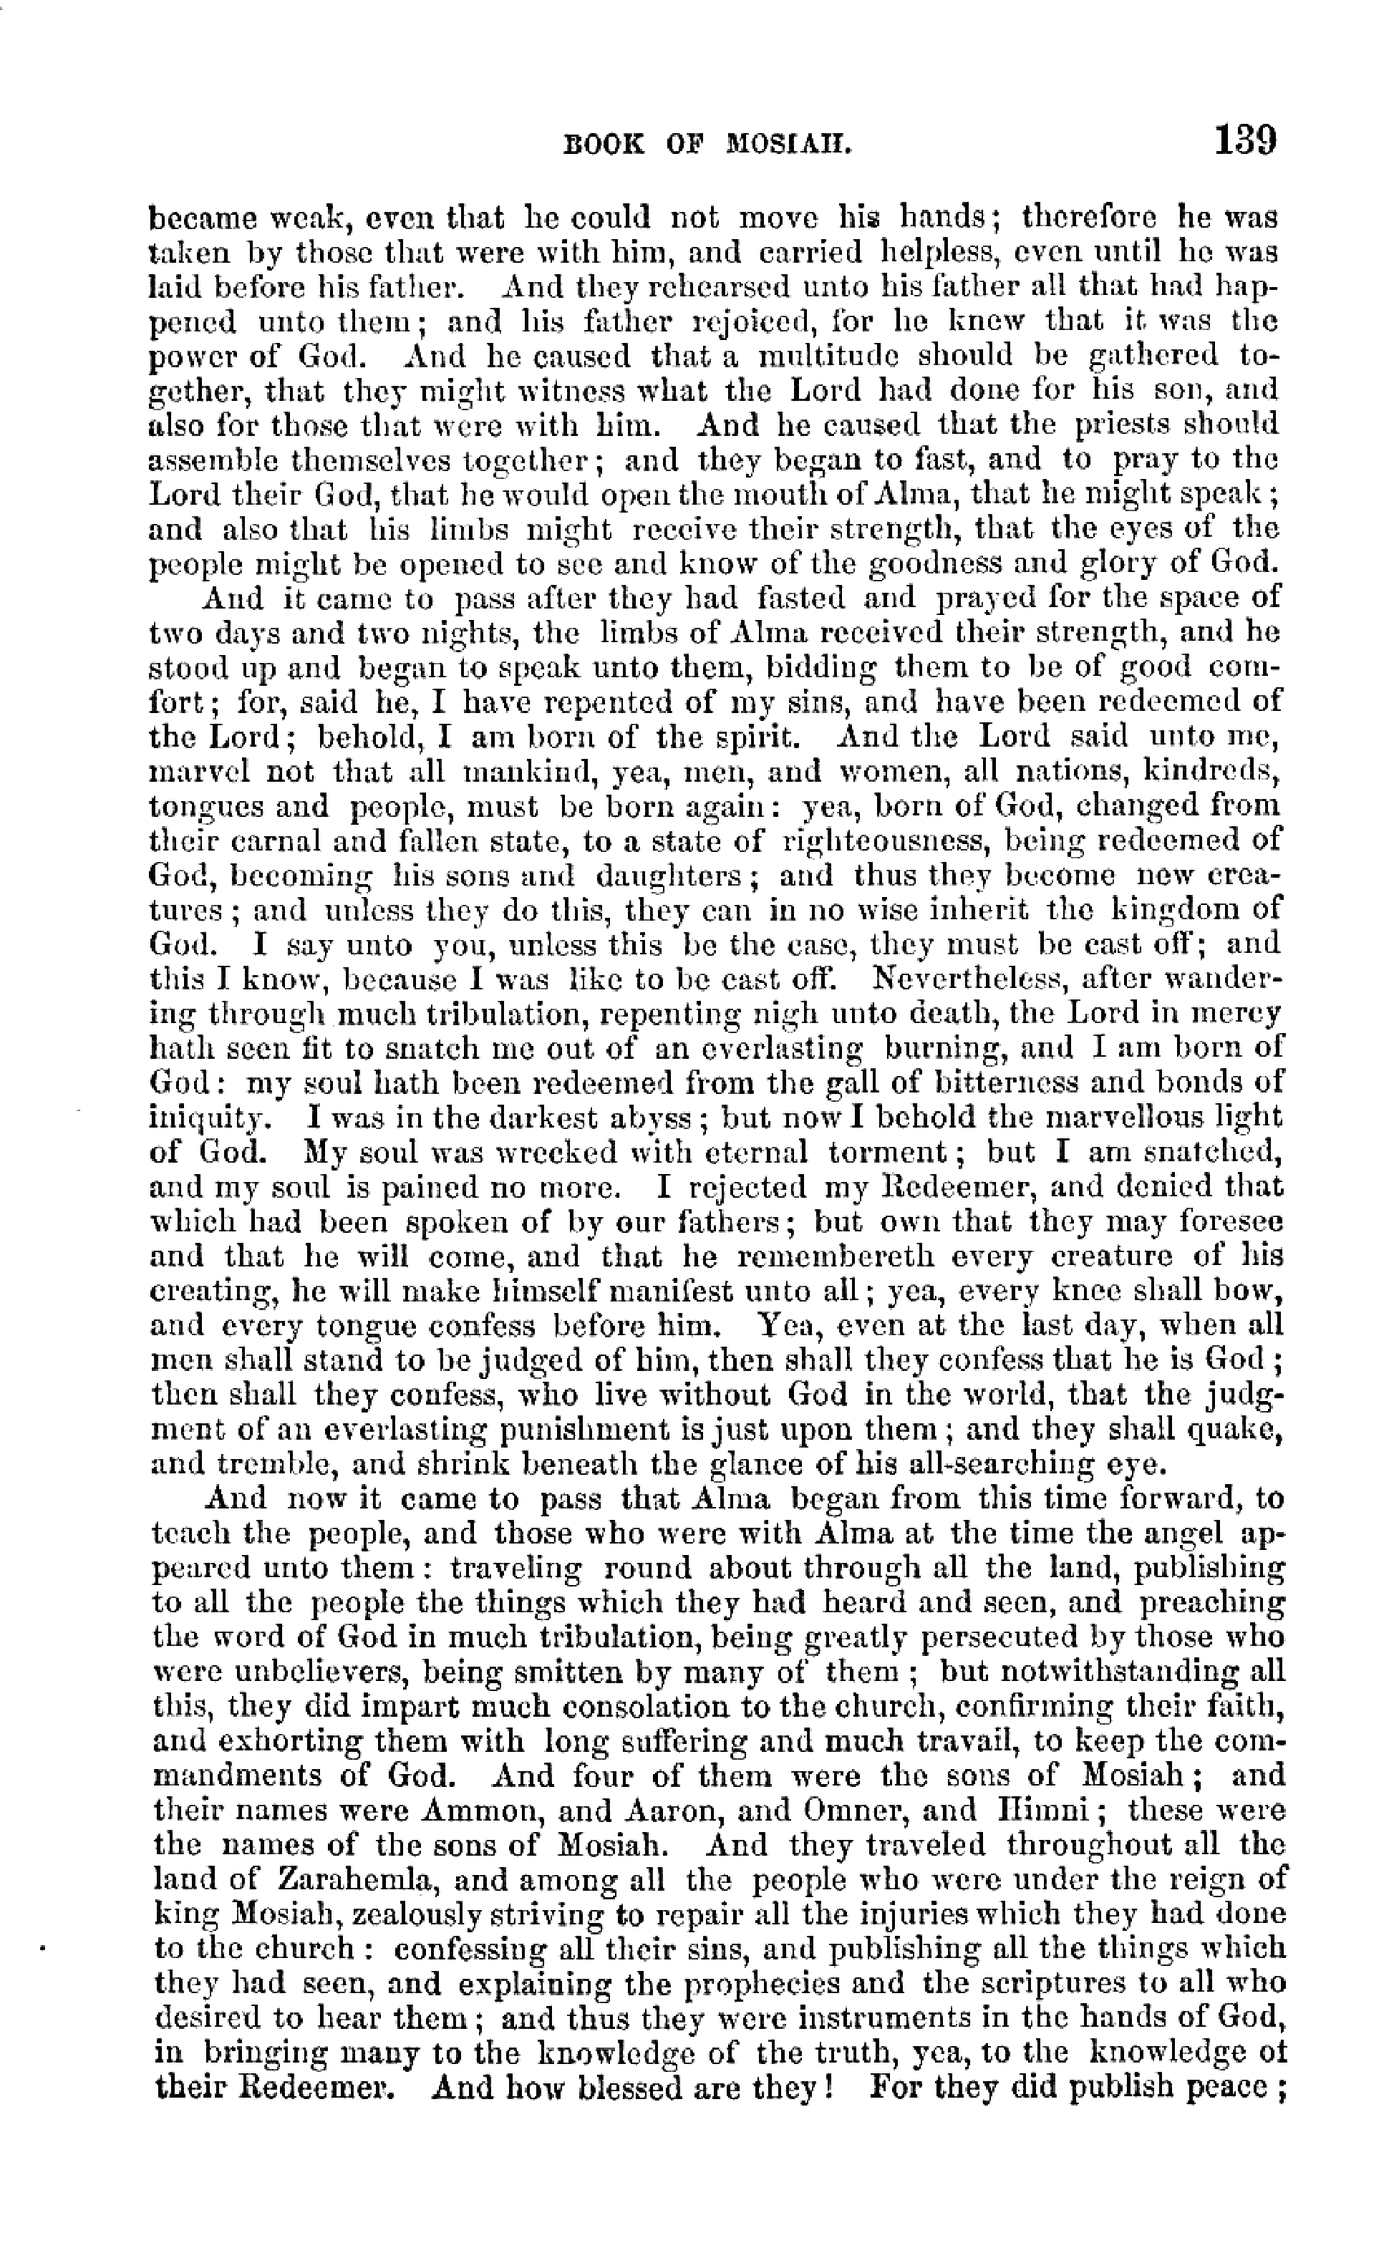 BOOK OF MOSIAH. 139
became weak, even that he could not move his hands; therefore he was
taken by those that were with him, and carried helpless, even until he was
laid before his father. And they rehearsed unto his father all that had hap-
pened unto them; and his father rejoiced, for he knew that it was the
power of God. And he caused that a multitude should be gathered to-
gether, that they might witness what the Lord had done for his son, and
also for those that were with him. And he caused that the priests should
assemble themselves together; and they began to fast, and to pray to the
Lord their God, that he would open the mouth of Alma, that he might speak;
and also that his limbs might receive their strength, that the eyes of the
people might be opened to see and know of the goodness and glory of God.
And it came to pass after they had fasted and prayed for the space of
two days and two nights, the limbs of Alma received their strength, and he
stood up and began to speak unto them, bidding them to be of good com-
fort; for, said he, I have repented of my sins, and have been redeemed of
the Lord; behold, I am born of the spirit. And the Lord said unto me,
marvel not that all mankind, yea, men, and women, all nations, kindreds,
tongues and people, must be born again: yea, born of God, changed from
their carnal and fallen state, to a state of righteousness, being redeemed of
God, becoming his sons and daughters; and thus they become new crea-
tures; and unless they do this, they can in no wise inherit the kingdom of
God. I say unto you, unless this be the case, they must be cast off; and
this I know, because I was like to be cast off. Nevertheless, after wander-
ing through much tribulation, repenting nigh unto death, the Lord in mercy
hath seen fit to snatch me out of an everlasting burning, and I am born of
God: my soul hath been redeemed from the gall of bitterness and bonds of
iniquity. I was in the darkest abyss; but now I behold the marvellous light
of God. My soul was wrecked with eternal torment; but I am snatched,
and my soul is pained no more. I rejected my Redeemer, and denied that
which had been spoken of by our fathers; but own that they may foresee
and that he will come, and that he remembereth every creature of his
creating, he will make himself manifest unto all; yea, every knee shall bow,
and every tongue confess before him. Yea, even at the last day, when all
men shall stand to be judged of him, then shall they confess that he is God;
then shall they confess, who live without God in the world, that the judg-
ment of an everlasting punishment is just upon them; and they shall quake,
and tremble, and shrink beneath the glance of his all-searching eye.
And now it came to pass that Alma began from this time forward, to
teach the people, and those who were with Alma at the time the angel ap-
peared unto them: traveling round about through all the land, publishing
to all the people the things which they had heard and seen, and preaching
the word of God in much tribulation, being greatly persecuted by those who
were unbelievers, being smitten by many of them; but notwithstanding all
this, they did impart much consolation to the church, confirming their faith,
and exhorting them with long suffering and much travail, to keep the com-
mandments of God. And four of them were the sons of Mosiah; and
their names were Ammon, and Aaron, and Omner, and Himni; these were
the names of the sons of Mosiah. And they traveled throughout all the
land of Zarahemla, and among all the people who were under the reign of
king Mosiah, zealously striving to repair all the injuries which they had done
to the church: confessing all their sins, and publishing all the things which
they had seen, and explaining the prophecies and the scriptures to all who
desired to hear them; and thus they were instruments in the hands of God,
in bringing many to the knowledge of the truth, yea, to the knowledge of
their Redeemer. And how blessed are they! For they did publish peace;